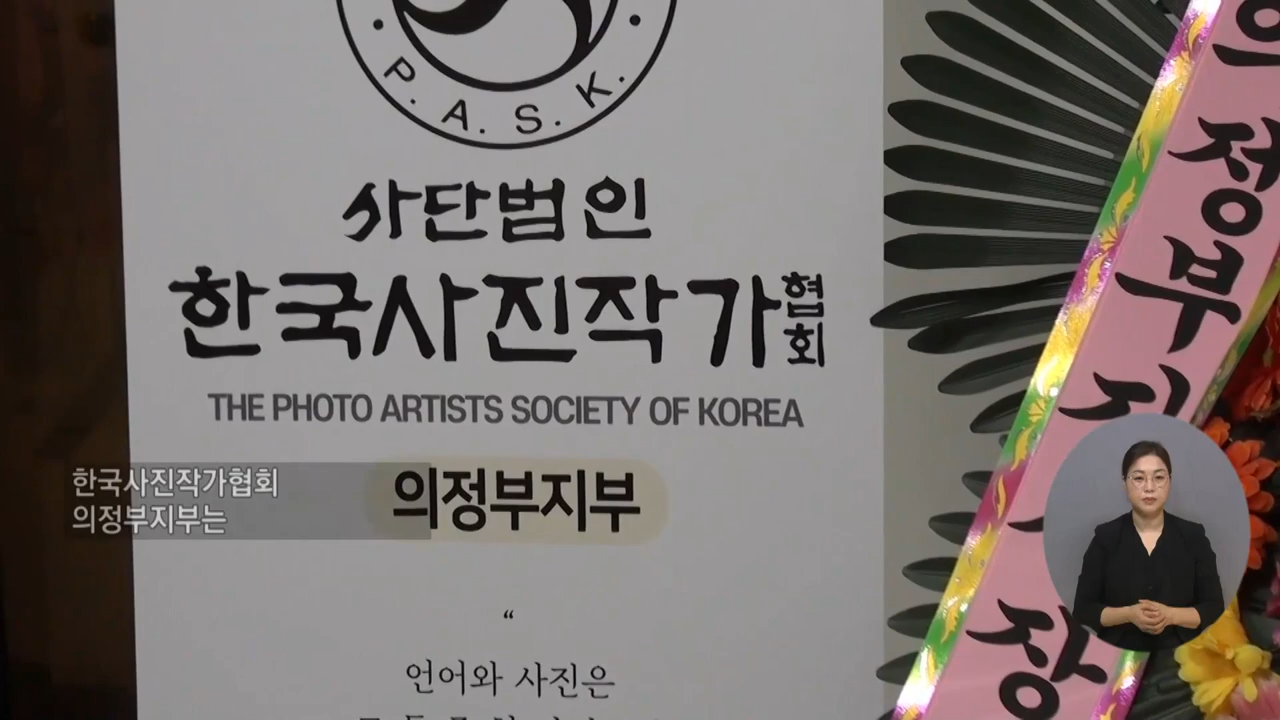 P. A. S. K.
사단법인
한국사진작가협회
THE PHOTO ARTISTS SOCIETY OF KOREA
의정부지부
“
언어와 사진은
의정부지
장
한국사진작가협회
의정부지부는